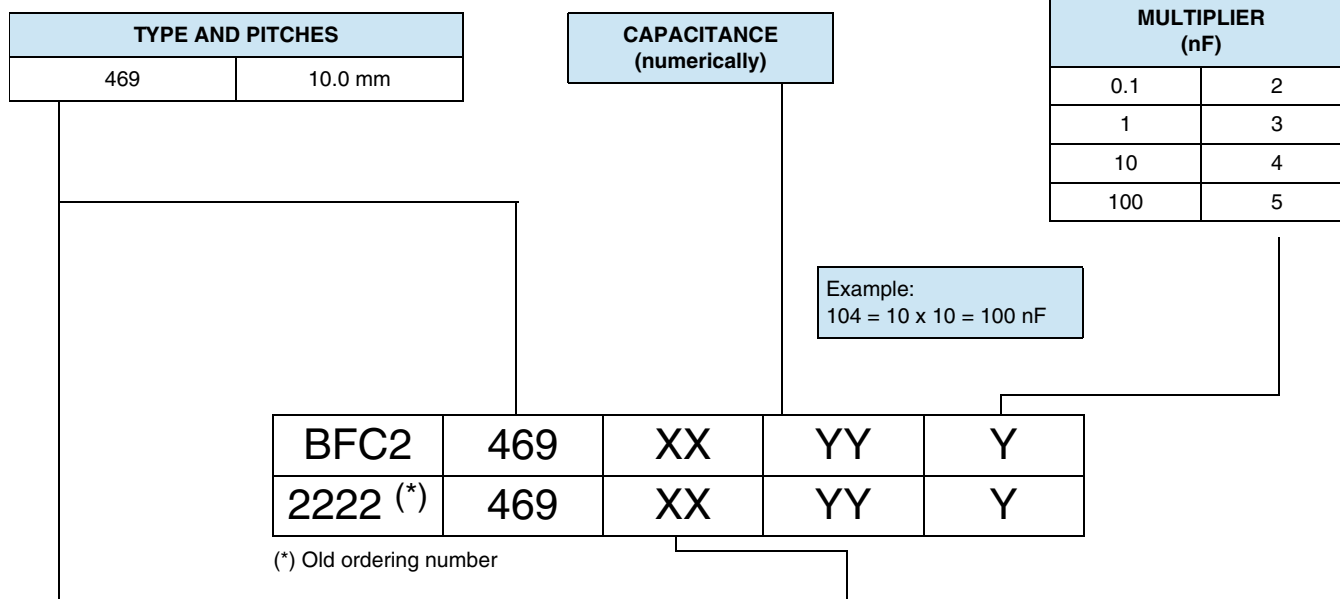 TYPE AND PITCHES
469 10.0 mm
CAPACITANCE
(numerically)
MULTIPLIER
(nF)
0.1 2
1 3
10 4
100 5
Example:
104 = 10 x 10 = 100 nF
BFC2 469 XX YY Y
2222 (*) 469 XX YY Y
(*) Old ordering number